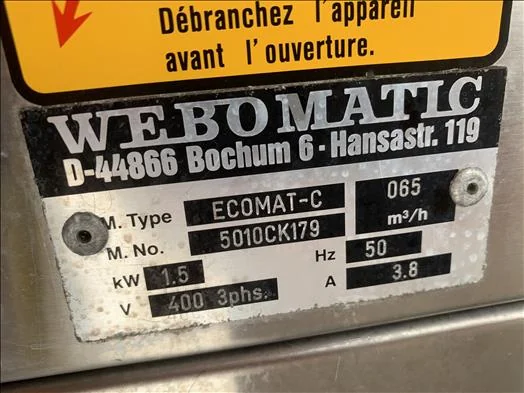 Débranchez l'appareil
avant l'ouverture.
WEBOMATIC
D-44866 Bochum 6 - Hansastr. 119
M. Type ECOMAT-C 065 m³/h
M. No. 5010CK179 Hz 50
kW 1.5 A 3.8
V 400 3phs.